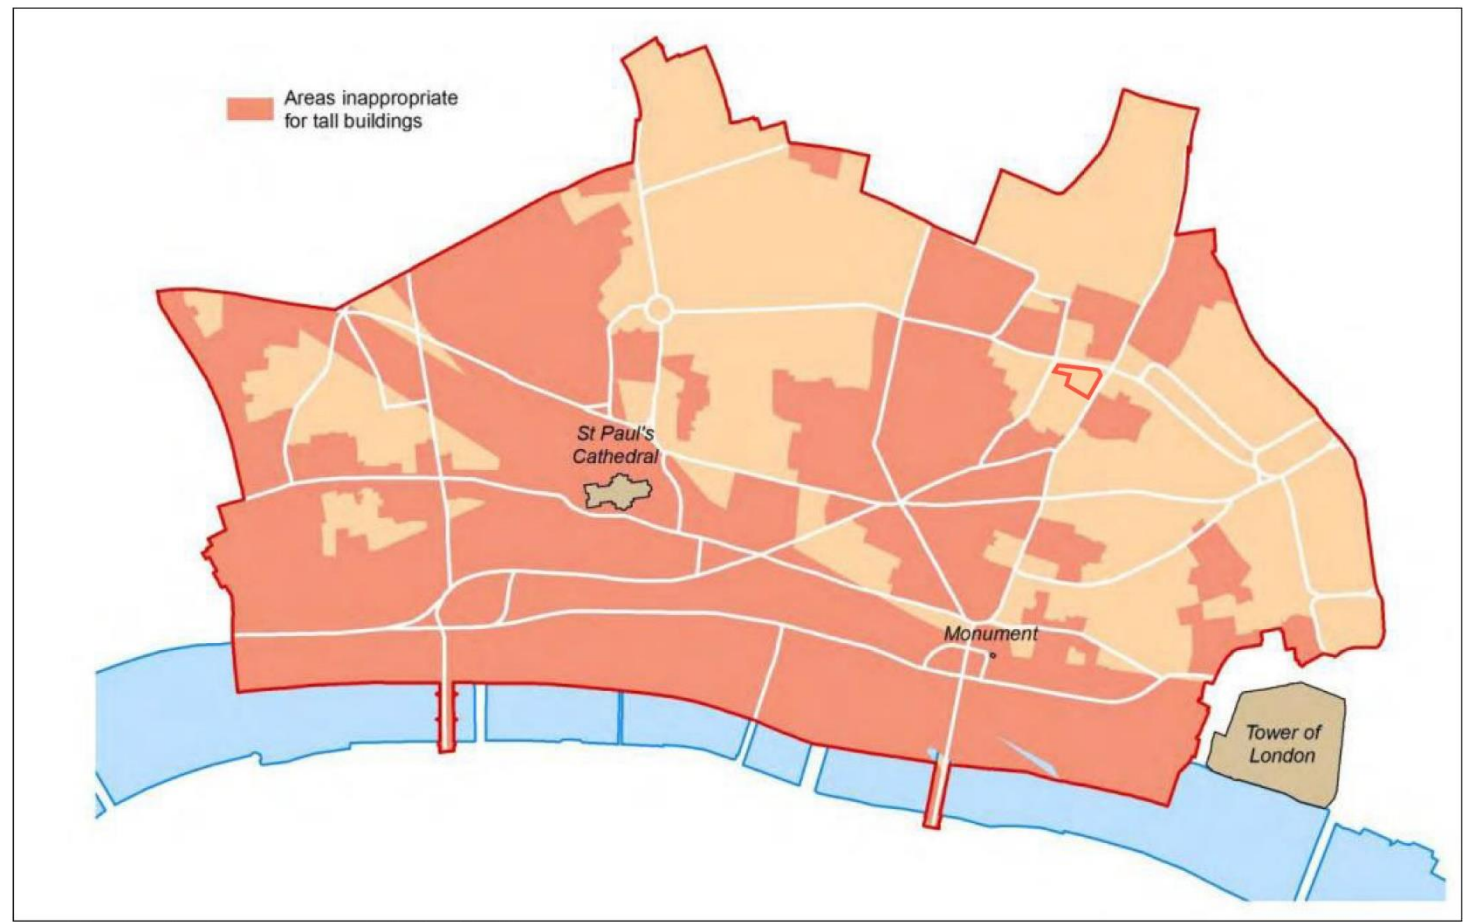 Areas inappropriate
for tall buildings
St Paul's
Cathedral
Monument
Tower of
London